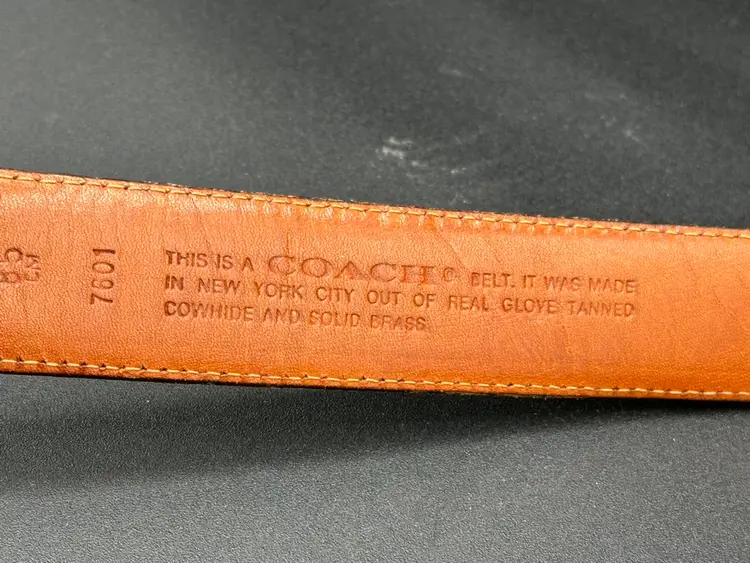 7601
THIS IS A COACH® BELT. IT WAS MADE
IN NEW YORK CITY OUT OF REAL GLOVE TANNED
COWHIDE AND SOLID BRASS